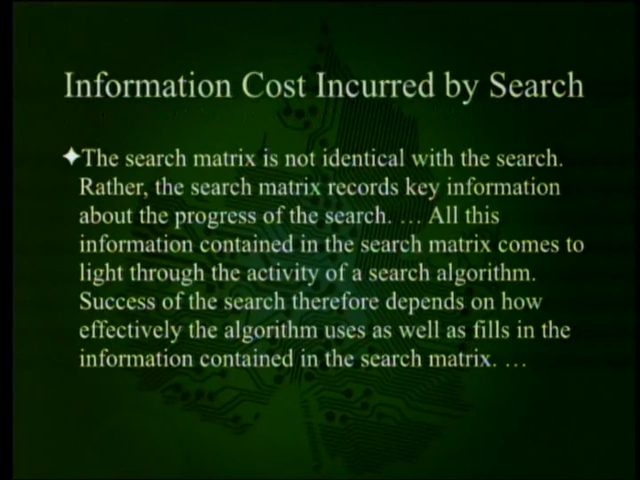 Information Cost Incurred by Search
The search matrix is not identical with the search.
Rather, the search matrix records key information
about the progress of the search. … All this
information contained in the search matrix comes to
light through the activity of a search algorithm.
Success of the search therefore depends on how
effectively the algorithm uses as well as fills in the
information contained in the search matrix. …